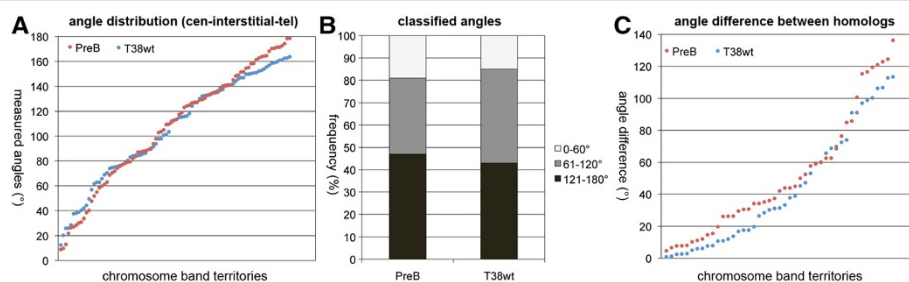 A
angle distribution (cen-interstitial-tel)
measured angles (°)
180
160
140
120
100
80
60
40
20
0
PreB
T38wt
chromosome band territories
B
classified angles
frequency (%)
100
90
80
70
60
50
40
30
20
10
0
PreB
T38wt
0-60°
61-120°
121-180°
C
angle difference between homologs
angle difference (°)
140
120
100
80
60
40
20
0
PreB
T38wt
chromosome band territories